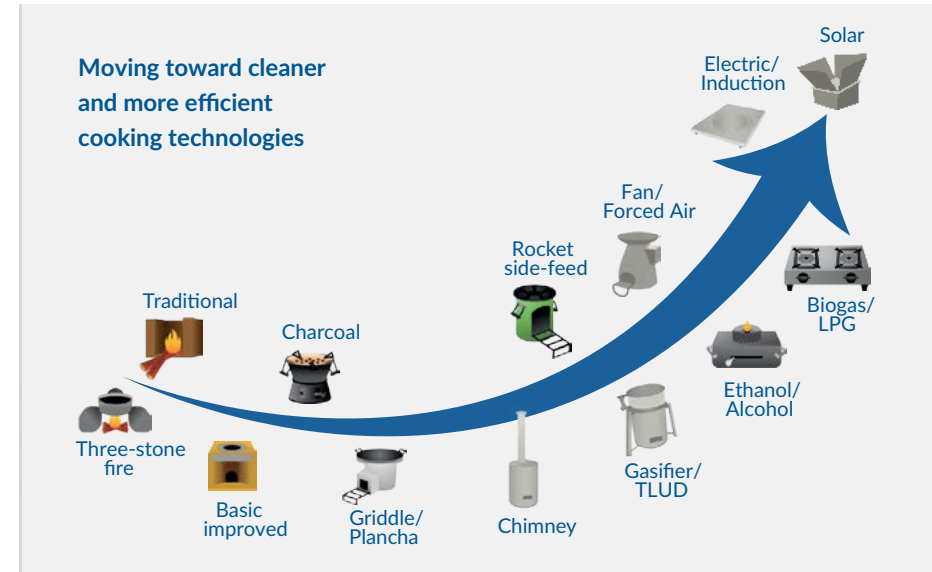 Moving toward cleaner
and more efficient
cooking technologies
Solar
Electric/
Induction
Fan/
Forced Air
Rocket
side-feed
Traditional
Charcoal
Biogas/
LPG
Ethanol/
Alcohol
Three-stone
fire
Gasifier/
TLUD
Basic
improved
Griddle/
Plancha
Chimney